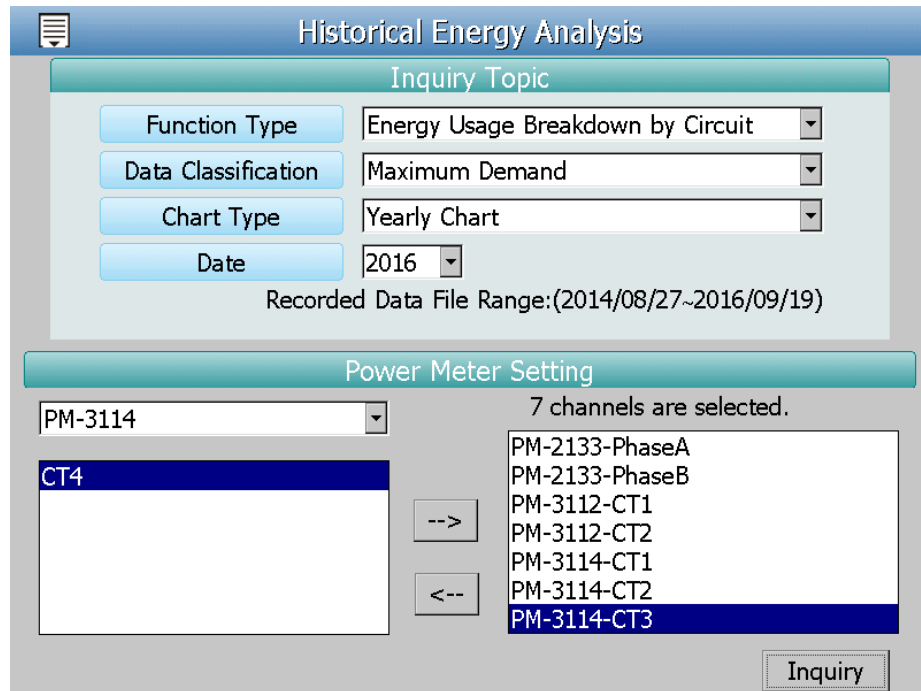 Historical Energy Analysis
Inquiry Topic
Function Type Energy Usage Breakdown by Circuit
Data Classification Maximum Demand
Chart Type Yearly Chart
Date 2016
Recorded Data File Range:(2014/08/27~2016/09/19)
Power Meter Setting
PM-3114
7 channels are selected.
CT4
-->
<--
PM-2133-PhaseA
PM-2133-PhaseB
PM-3112-CT1
PM-3112-CT2
PM-3114-CT1
PM-3114-CT2
PM-3114-CT3
Inquiry